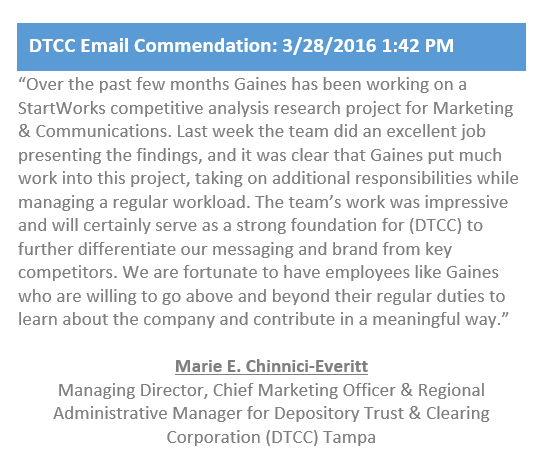 DTCC Email Commendation: 3/28/2016 1:42 PM
“Over the past few months Gaines has been working on a
StartWorks competitive analysis research project for Marketing
& Communications. Last week the team did an excellent job
presenting the findings, and it was clear that Gaines put much
work into this project, taking on additional responsibilities while
managing a regular workload. The team’s work was impressive
and will certainly serve as a strong foundation for (DTCC) to
further differentiate our messaging and brand from key
competitors. We are fortunate to have employees like Gaines
who are willing to go above and beyond their regular duties to
learn about the company and contribute in a meaningful way.”
Marie E. Chinnici-Everitt
Managing Director, Chief Marketing Officer & Regional
Administrative Manager for Depository Trust & Clearing
Corporation (DTCC) Tampa